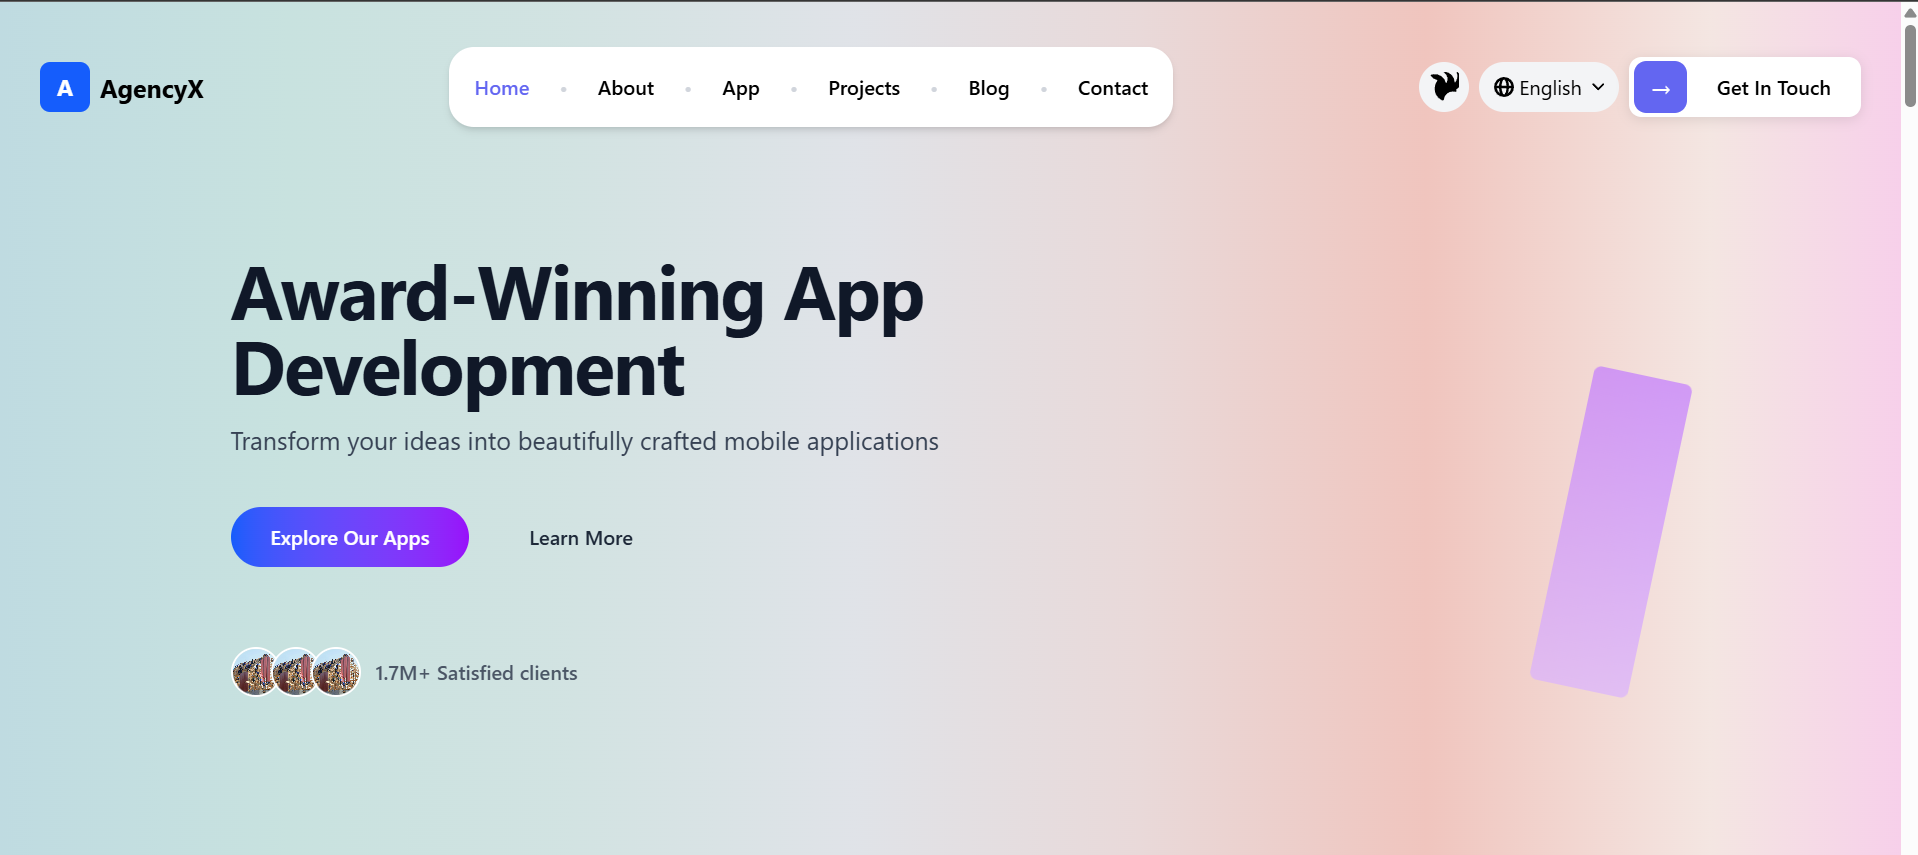 A AgencyX
Home • About • App • Projects • Blog • Contact
English
→ Get In Touch
Award-Winning App
Development
Transform your ideas into beautifully crafted mobile applications
Explore Our Apps
Learn More
1.7M+ Satisfied clients